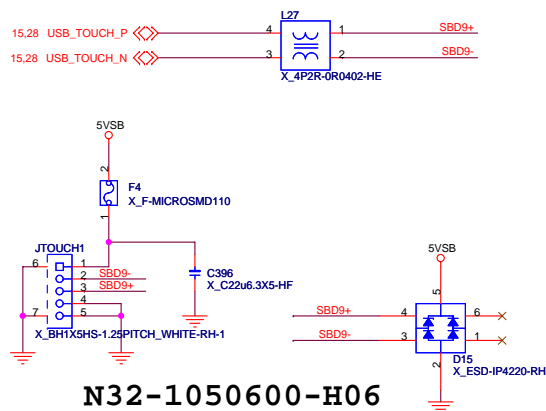 L27
15,28 USB_TOUCH_P 4 1 SBD9+
15,28 USB_TOUCH_N 3 2 SBD9-
X_4P2R-0R0402-HE
5VSB
2
F4
X_F-MICROSMD110
1
JTOUCH1
6 1
2 SBD9-
3 SBD9+
4
7 5
X_BH1X5HS-1.25PITCH_WHITE-RH-1
C396
X_C22u6.3X5-HF
5VSB
5
SBD9+ 4 6
SBD9- 3 1
2
D15
X_ESD-IP4220-RH
N32-1050600-H06